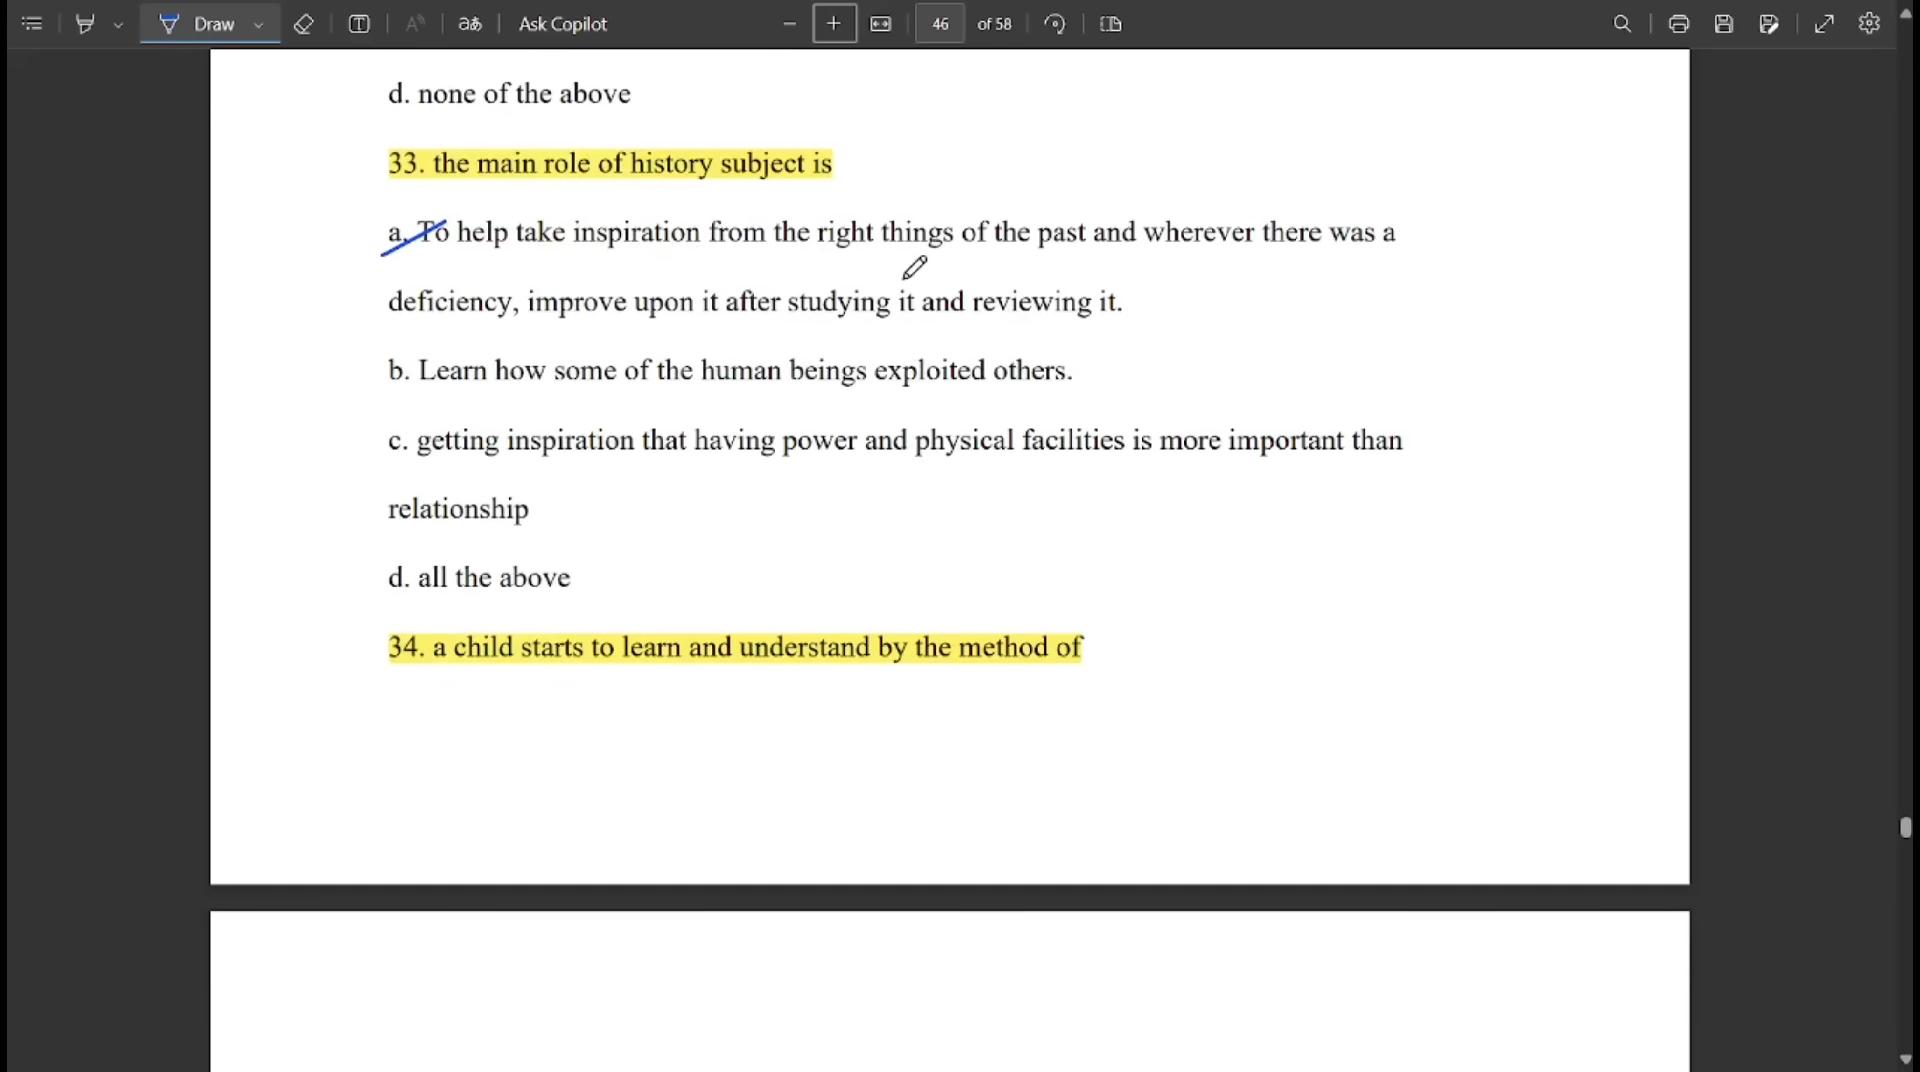 Draw
Ask Copilot
46
of 58
d. none of the above
33. the main role of history subject is
a. To help take inspiration from the right things of the past and wherever there was a
deficiency, improve upon it after studying it and reviewing it.
b. Learn how some of the human beings exploited others.
c. getting inspiration that having power and physical facilities is more important than
relationship
d. all the above
34. a child starts to learn and understand by the method of